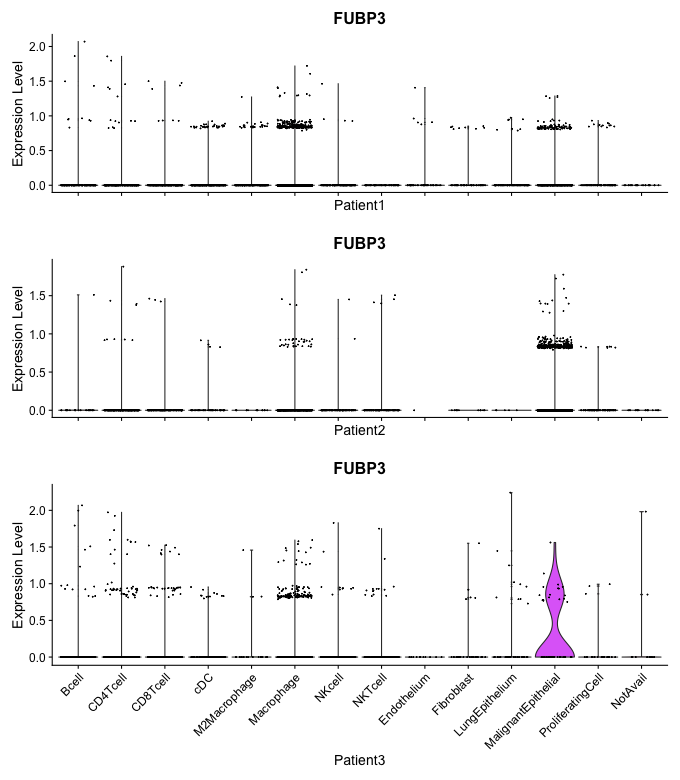 FUBP3
Expression Level
2.0
1.5
1.0
0.5
0.0
Patient1
FUBP3
Expression Level
1.5
1.0
0.5
0.0
Patient2
FUBP3
Expression Level
2.0
1.5
1.0
0.5
0.0
Bcell
CD4Tcell
CD8Tcell
cDC
M2Macrophage
Macrophage
NKcell
NKTcell
Endothelium
Fibroblast
LungEpithelium
MalignantEpithelial
ProliferatingCell
NotAvail
Patient3